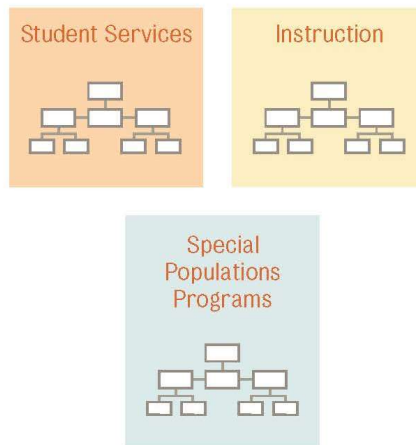 Student Services
Instruction
Special
Populations
Programs